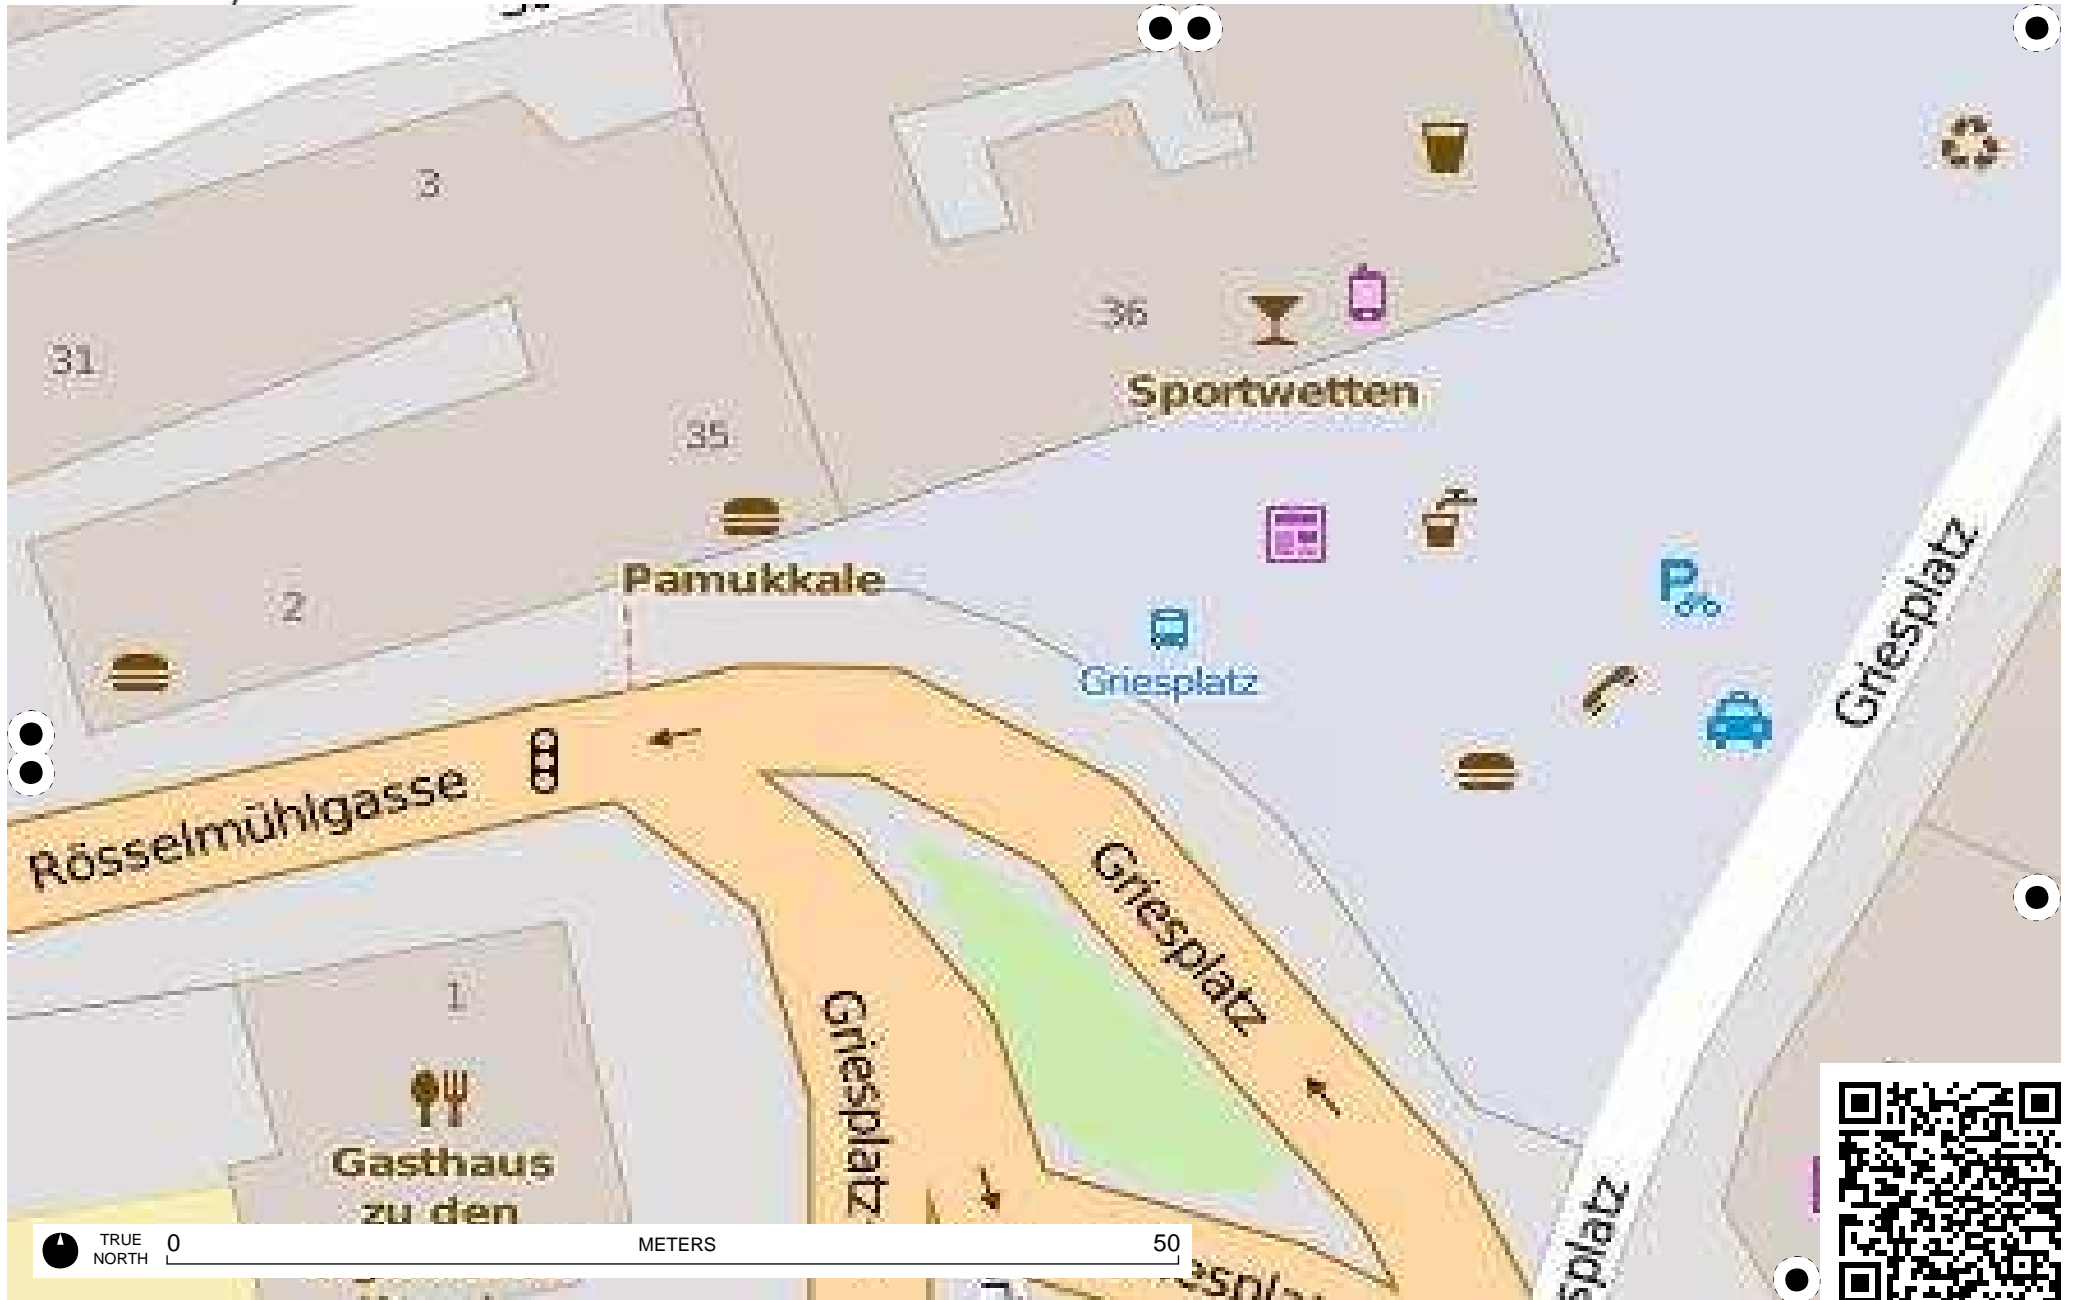 3
31
36
Sportwetten
35
Pamukkale
2
Griesplatz
P
Griesplatz
Rösselmühlgasse
Griesplatz
1
Griesplatz
Gasthaus
zu den
TRUE
NORTH
0
METERS
50